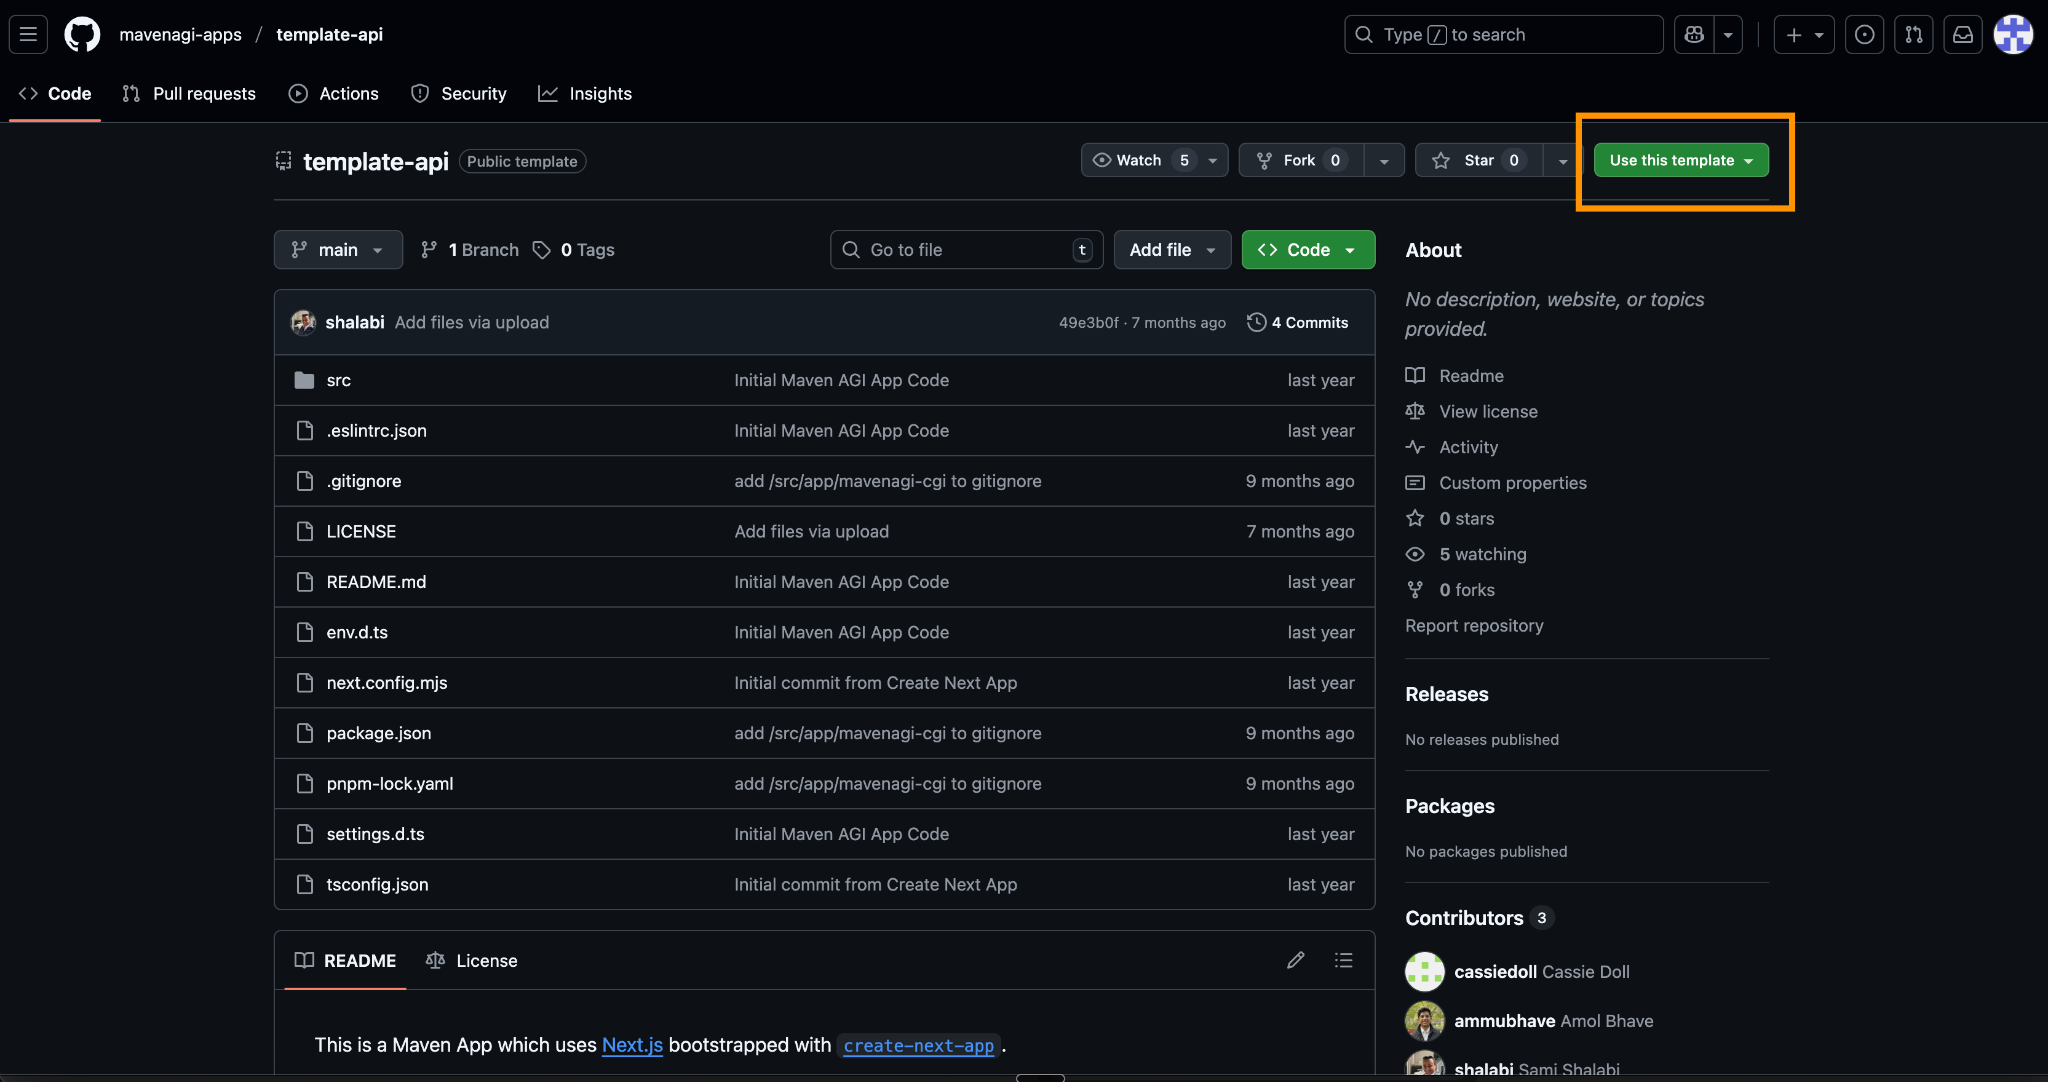 mavenagi-apps / template-api
Type / to search
Code
Pull requests
Actions
Security
Insights
template-api Public template
Watch 5
Fork 0
Star 0
Use this template
main
1 Branch
0 Tags
Go to file t
Add file
Code
shalabi Add files via upload 49e3b0f · 7 months ago 4 Commits
src Initial Maven AGI App Code last year
.eslintrc.json Initial Maven AGI App Code last year
.gitignore add /src/app/mavenagi-cgi to gitignore 9 months ago
LICENSE Add files via upload 7 months ago
README.md Initial Maven AGI App Code last year
env.d.ts Initial Maven AGI App Code last year
next.config.mjs Initial commit from Create Next App last year
package.json add /src/app/mavenagi-cgi to gitignore 9 months ago
pnpm-lock.yaml add /src/app/mavenagi-cgi to gitignore 9 months ago
settings.d.ts Initial Maven AGI App Code last year
tsconfig.json Initial commit from Create Next App last year
README
License
This is a Maven App which uses Next.js bootstrapped with create-next-app .
About
No description, website, or topics
provided.
Readme
View license
Activity
Custom properties
0 stars
5 watching
0 forks
Report repository
Releases
No releases published
Packages
No packages published
Contributors 3
cassiedoll Cassie Doll
ammubhave Amol Bhave
shalabi Sami Shalabi